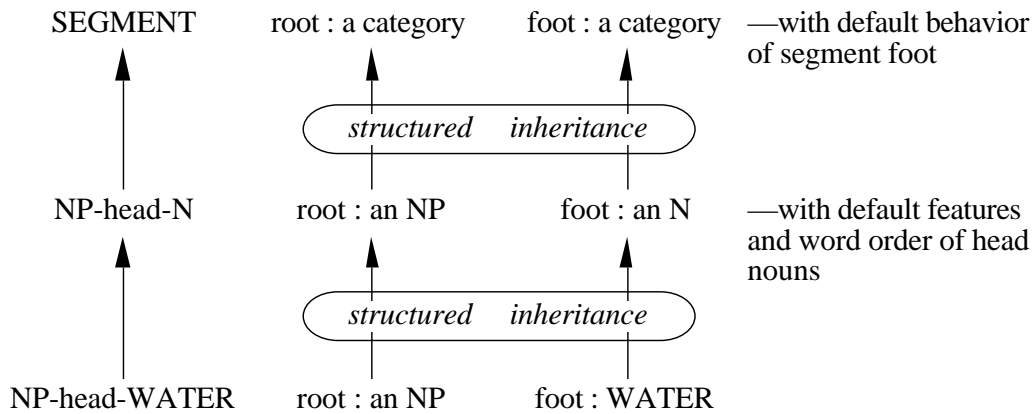 SEGMENT root : a category foot : a category —with default behavior
of segment foot
structured inheritance
NP-head-N root : an NP foot : an N —with default features
and word order of head
nouns
structured inheritance
NP-head-WATER root : an NP foot : WATER